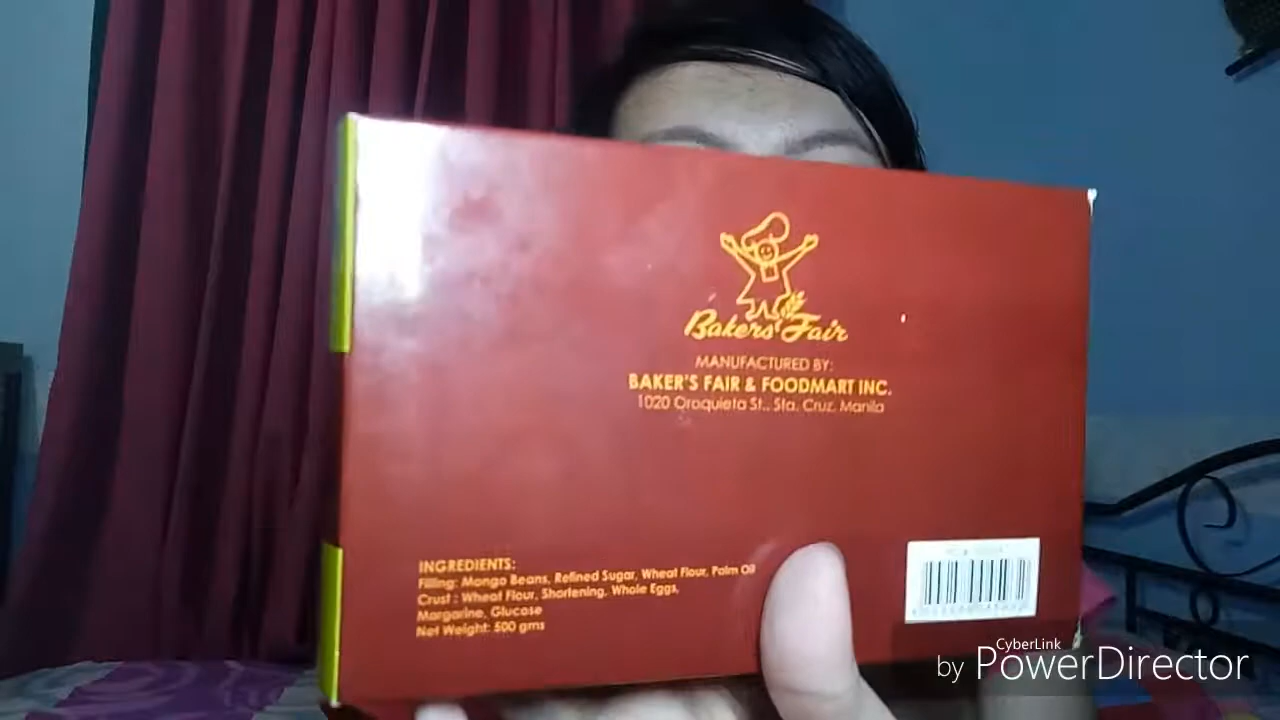 Bakers' Fair
MANUFACTURED BY:
BAKER'S FAIR & FOODMART INC.
1020 Oroquieta St., Sta. Cruz, Manila
INGREDIENTS:
Filling: Mongo Beans, Refined Sugar, Wheat Flour, Palm Oil
Crust : Wheat Flour, Shortening, Whole Eggs,
Margarine, Glucose
Net Weight: 500 gms
CyberLink
by PowerDirector